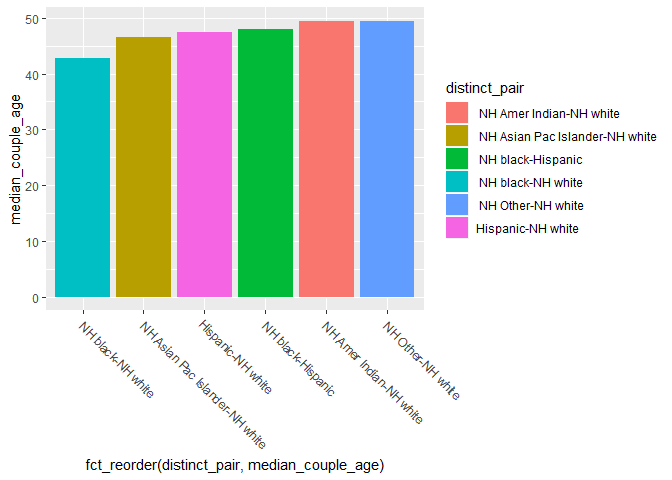 50
40
30
20
10
0
median_couple_age
NH black-NH white
NH Asian Pac Islander-NH white
Hispanic-NH white
NH black-Hispanic
NH Amer Indian-NH white
NH Other-NH white
fct_reorder(distinct_pair, median_couple_age)
distinct_pair
NH Amer Indian-NH white
NH Asian Pac Islander-NH white
NH black-Hispanic
NH black-NH white
NH Other-NH white
Hispanic-NH white